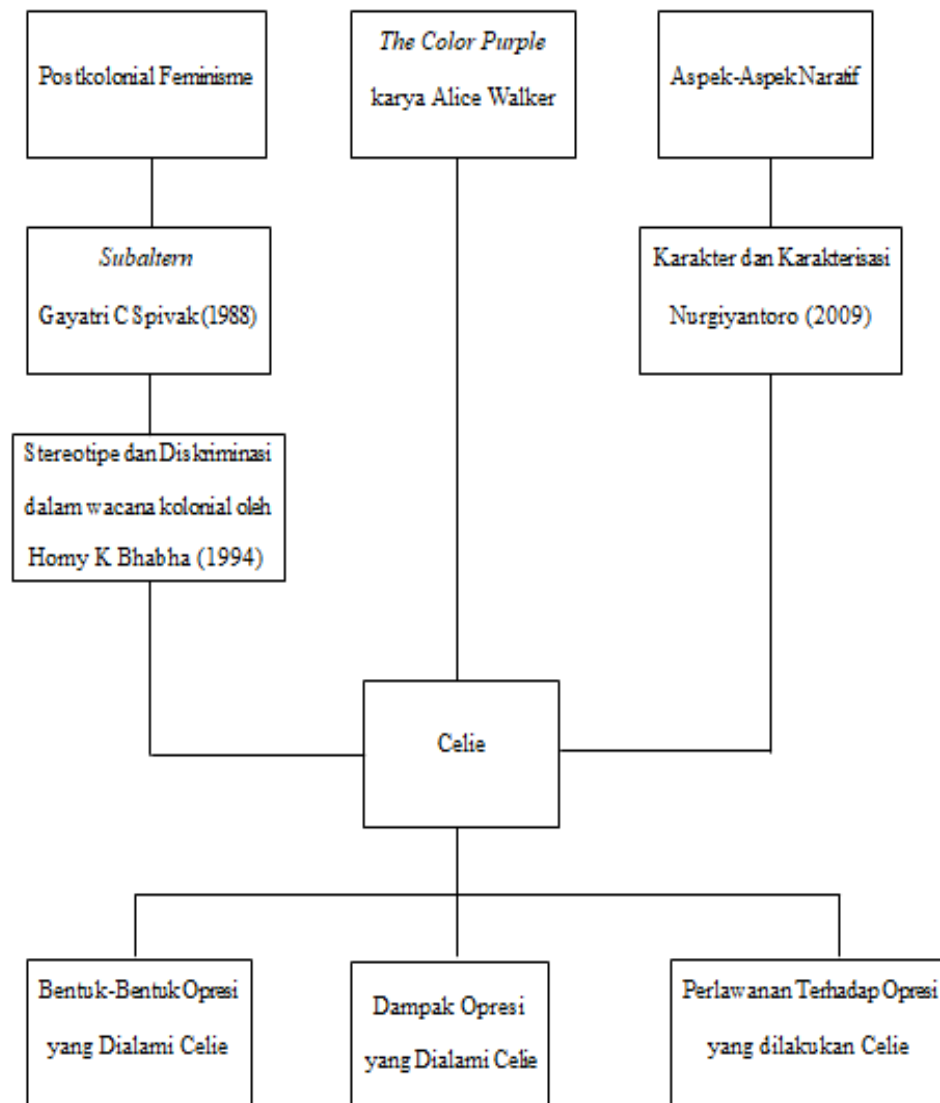 Postkolonial Feminisme
The Color Purple
karya Alice Walker
Aspek-Aspek Naratif
Subaltern
Gayatri C Spivak (1988)
Karakter dan Karakterisasi
Nurgiyantoro (2009)
Stereotipe dan Diskriminasi
dalam wacana kolonial oleh
Homy K Bhabha (1994)
Celie
Bentuk-Bentuk Opresi
yang Dialami Celie
Dampak Opresi
yang Dialami Celie
Perlawanan Terhadap Opresi
yang dilakukan Celie